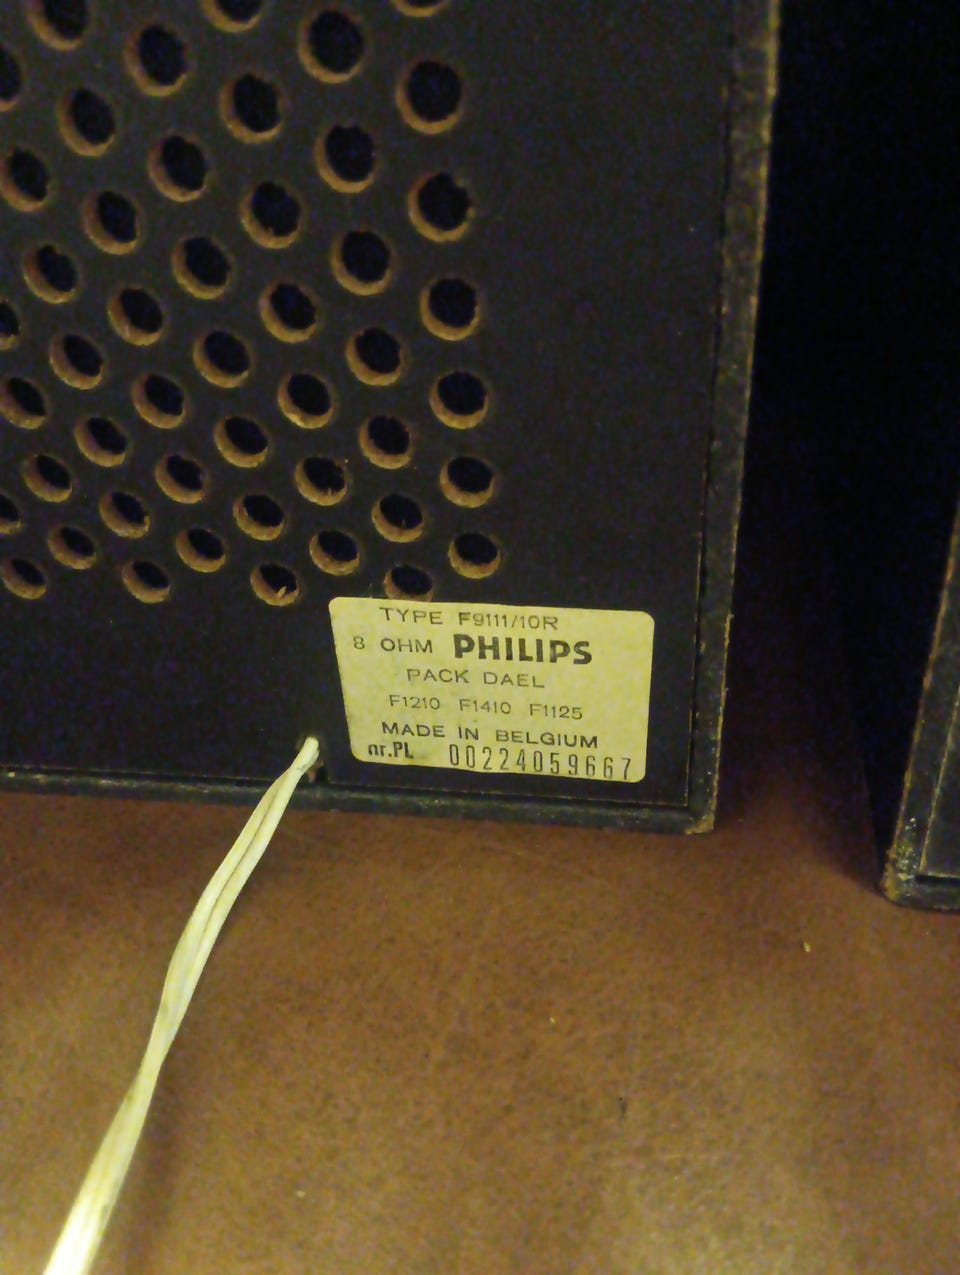 TYPE F9111/10R
8 OHM PHILIPS
PACK DAEL
F1210 F1410 F1125
MADE IN BELGIUM
nr.PL 00224059667